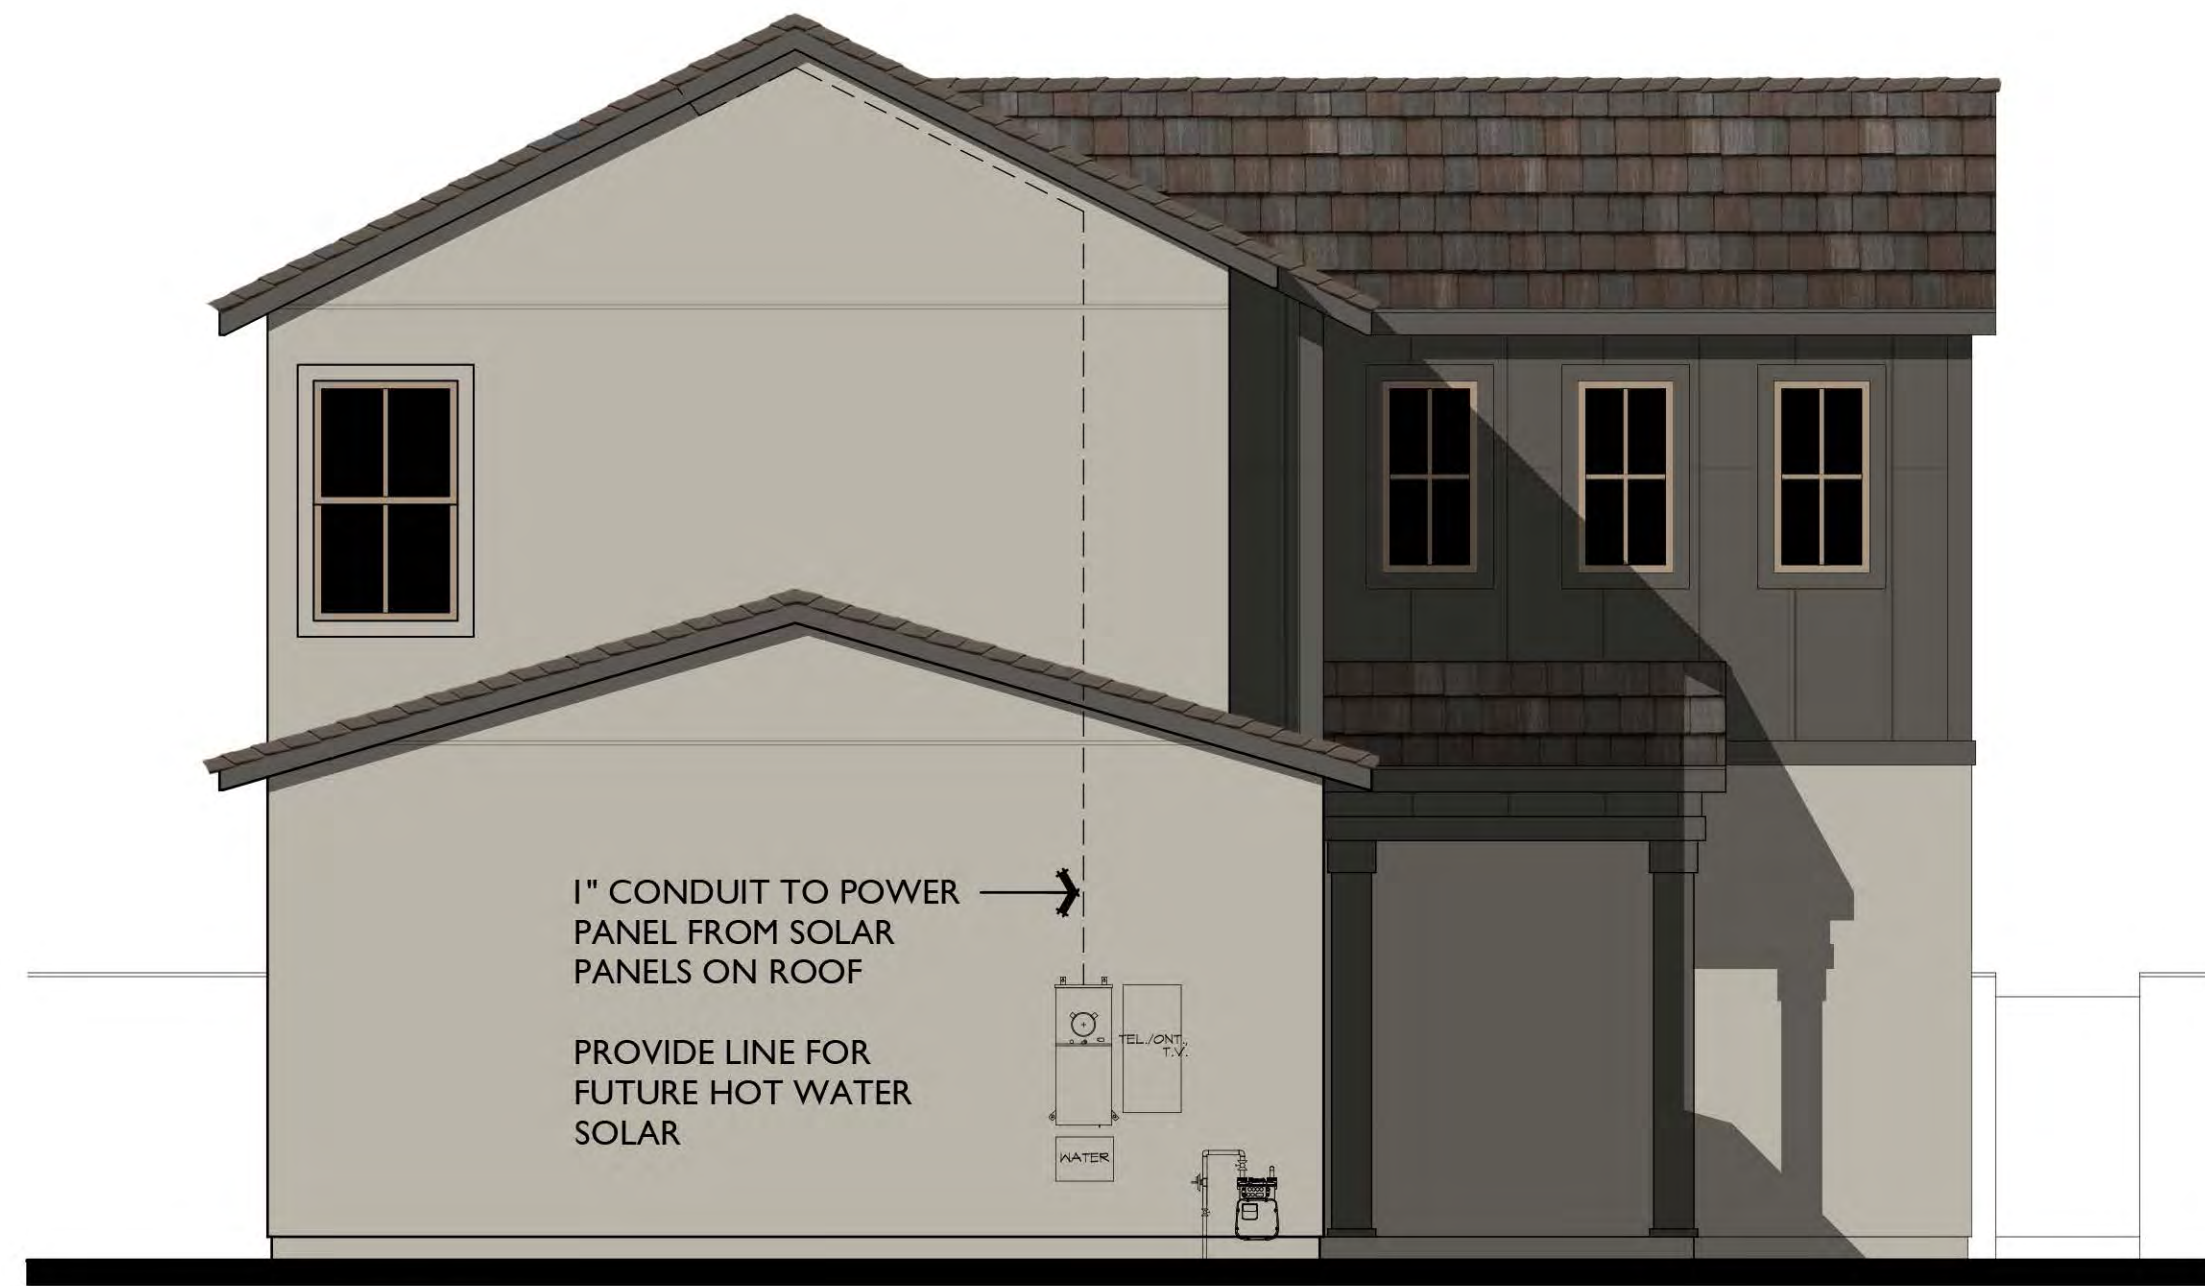 1" CONDUIT TO POWER
PANEL FROM SOLAR
PANELS ON ROOF
PROVIDE LINE FOR
FUTURE HOT WATER
SOLAR
TEL./ONT.,
T.V.
WATER